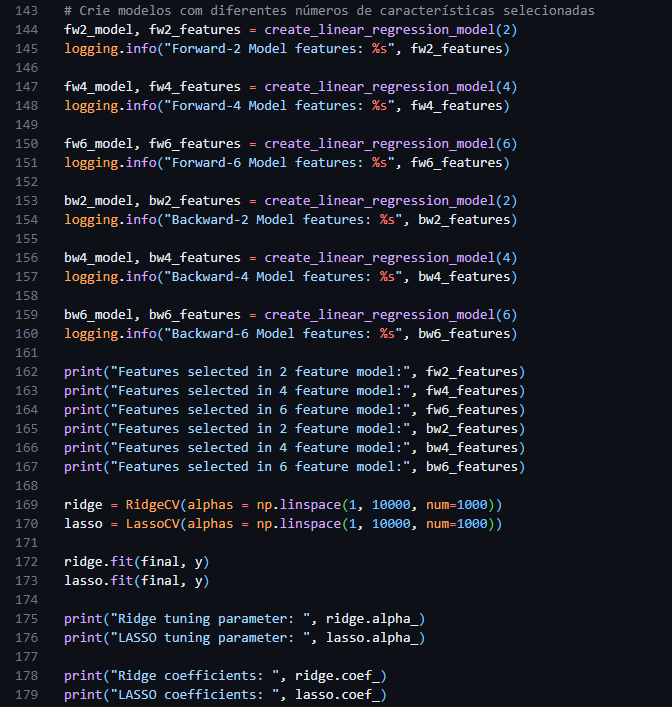 143 # Crie modelos com diferentes números de características selecionadas
144 fw2_model, fw2_features = create_linear_regression_model(2)
145 logging.info("Forward-2 Model features: %s", fw2_features)
146
147 fw4_model, fw4_features = create_linear_regression_model(4)
148 logging.info("Forward-4 Model features: %s", fw4_features)
149
150 fw6_model, fw6_features = create_linear_regression_model(6)
151 logging.info("Forward-6 Model features: %s", fw6_features)
152
153 bw2_model, bw2_features = create_linear_regression_model(2)
154 logging.info("Backward-2 Model features: %s", bw2_features)
155
156 bw4_model, bw4_features = create_linear_regression_model(4)
157 logging.info("Backward-4 Model features: %s", bw4_features)
158
159 bw6_model, bw6_features = create_linear_regression_model(6)
160 logging.info("Backward-6 Model features: %s", bw6_features)
161
162 print("Features selected in 2 feature model:", fw2_features)
163 print("Features selected in 4 feature model:", fw4_features)
164 print("Features selected in 6 feature model:", fw6_features)
165 print("Features selected in 2 feature model:", bw2_features)
166 print("Features selected in 4 feature model:", bw4_features)
167 print("Features selected in 6 feature model:", bw6_features)
168
169 ridge = RidgeCV(alphas = np.linspace(1, 10000, num=1000))
170 lasso = LassoCV(alphas = np.linspace(1, 10000, num=1000))
171
172 ridge.fit(final, y)
173 lasso.fit(final, y)
174
175 print("Ridge tuning parameter: ", ridge.alpha_)
176 print("LASSO tuning parameter: ", lasso.alpha_)
177
178 print("Ridge coefficients: ", ridge.coef_)
179 print("LASSO coefficients: ", lasso.coef_)